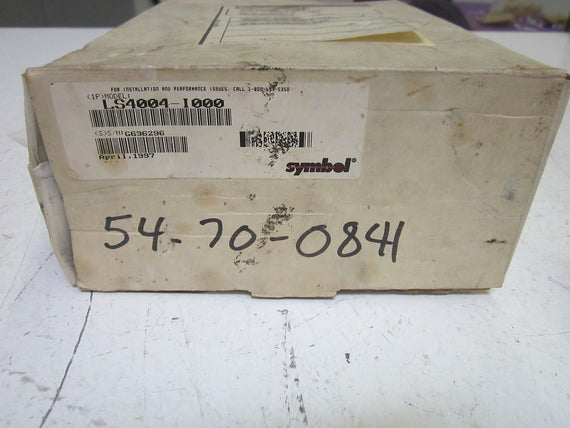 FOR INSTALLATION AND PERFORMANCE ISSUES, CALL 1-800-653-5350
(1P)MODEL:
LS4004-I000
(S)S/N:G636296
April,1997
symbol
54-70-0841